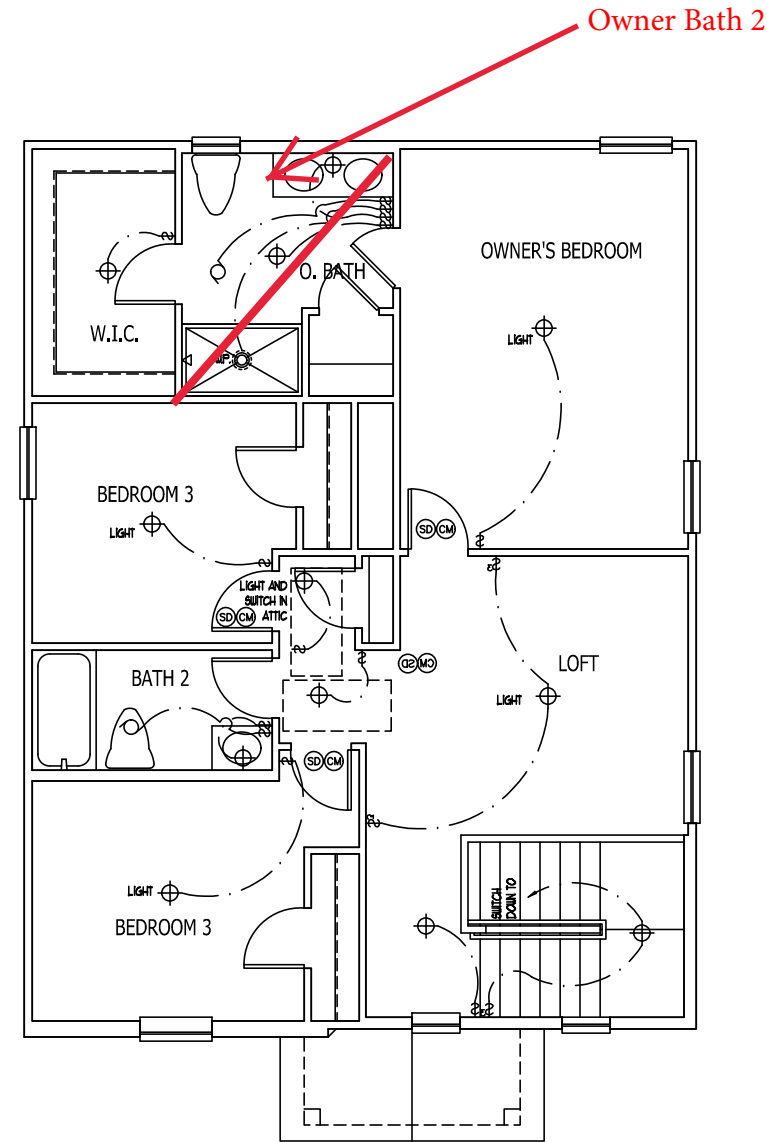 Owner Bath 2
OWNER'S BEDROOM
O. BATH
W.I.C.
LIGHT
BEDROOM 3
LIGHT
SD CM
LIGHT AND
SWITCH IN
ATTIC
SD CM
CM SD
LOFT
BATH 2
LIGHT
SD CM
SWITCH
DOWN TO
LIGHT
BEDROOM 3